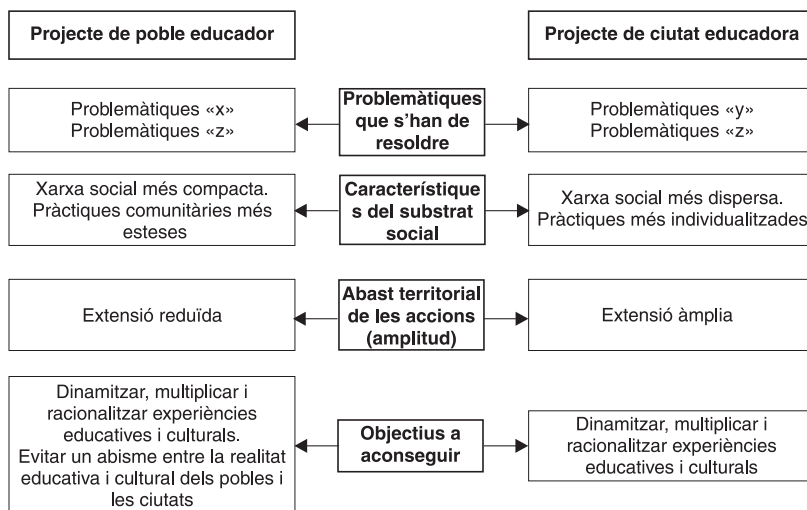 Projecte de poble educador
Projecte de ciutat educadora
Problemàtiques «x»
Problemàtiques «z»
Problemàtiques
que s'han de
resoldre
Problemàtiques «y»
Problemàtiques «z»
Xarxa social més compacta.
Pràctiques comunitàries més
esteses
Característique
s del substrat
social
Xarxa social més dispersa.
Pràctiques més individualitzades
Extensió reduïda
Abast territorial
de les accions
(amplitud)
Extensió àmplia
Dinamitzar, multiplicar i
racionalitzar experiències
educatives i culturals.
Evitar un abisme entre la realitat
educativa i cultural dels pobles i
les ciutats
Objectius a
aconseguir
Dinamitzar, multiplicar i
racionalitzar experiències
educatives i culturals